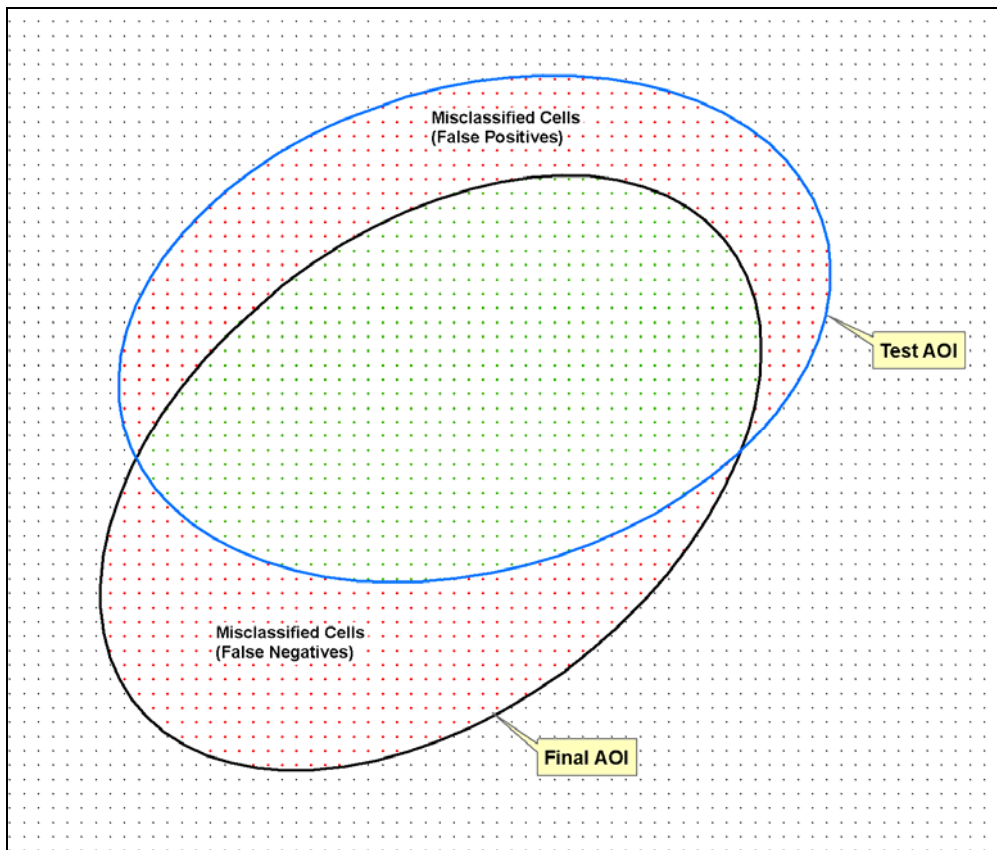 Misclassified Cells
(False Positives)
Test AOI
Misclassified Cells
(False Negatives)
Final AOI